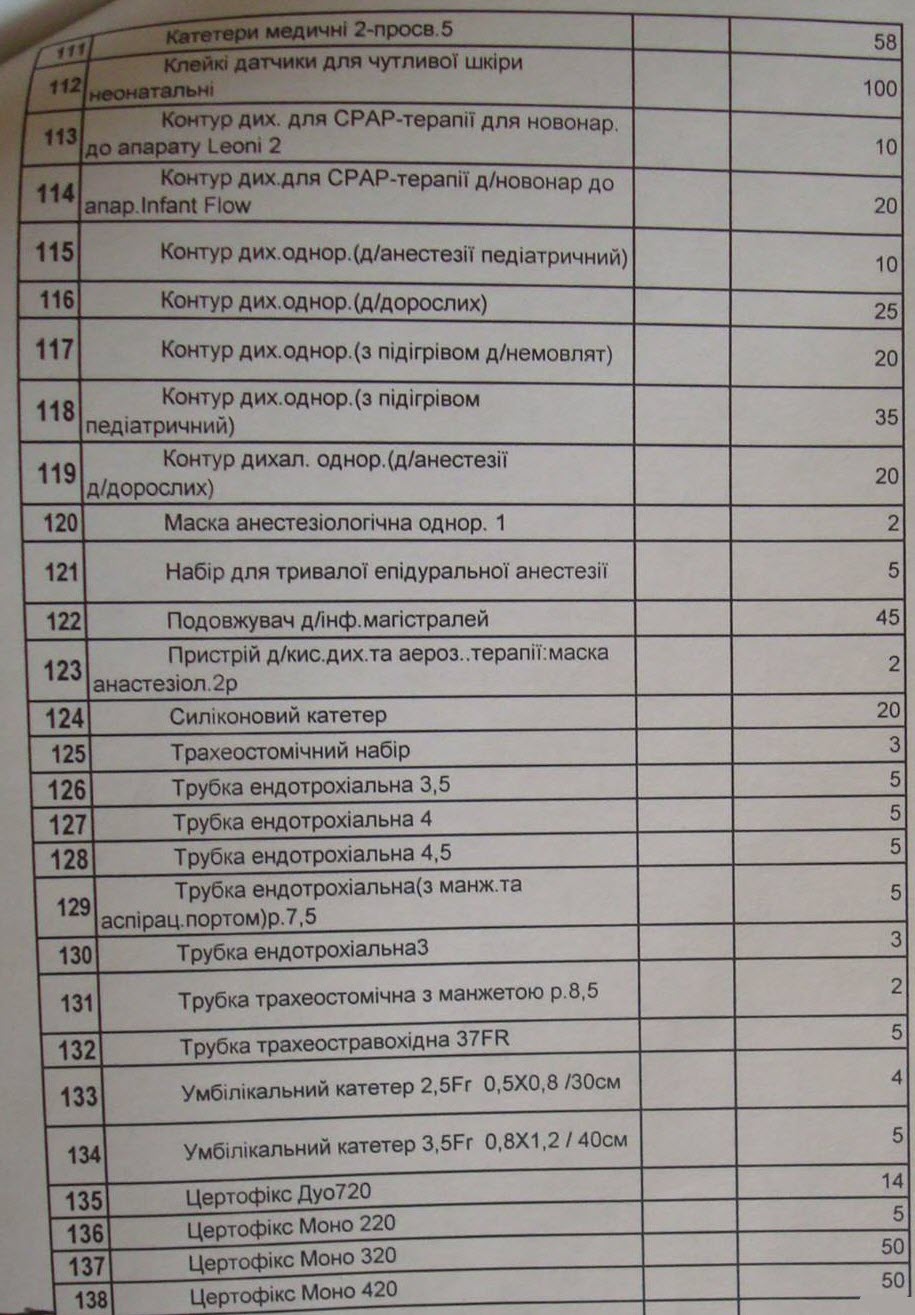 111 Катетери медичні 2-просв.5 58
112 Клейкі датчики для чутливої шкіри
неонатальні 100
113 Контур дих. для CPAP-терапії для новонар.
до апарату Leoni 2 10
114 Контур дих.для CPAP-терапії д/новонар до
апар.Infant Flow 20
115 Контур дих.однор.(д/анестезії педіатричний) 10
116 Контур дих.однор.(д/дорослих) 25
117 Контур дих.однор.(з підігрівом д/немовлят) 20
118 Контур дих.однор.(з підігрівом
педіатричний) 35
119 Контур дихал. однор.(д/анестезії
д/дорослих) 20
120 Маска анестезіологічна однор. 1 2
121 Набір для тривалої епідуральної анестезії 5
122 Подовжувач д/інф.магістралей 45
123 Пристрій д/кис.дих.та аероз..терапії:маска
анастезіол.2р 2
124 Силіконовий катетер 20
125 Трахеостомічний набір 3
126 Трубка ендотрохіальна 3,5 5
127 Трубка ендотрохіальна 4 5
128 Трубка ендотрохіальна 4,5 5
129 Трубка ендотрохіальна(з манж.та
аспірац.портом)р.7,5 5
130 Трубка ендотрохіальна3 3
131 Трубка трахеостомічна з манжетою р.8,5 2
132 Трубка трахеостравохідна 37FR 5
133 Умбілікальний катетер 2,5Fr 0,5X0,8 /30см 4
134 Умбілікальний катетер 3,5Fr 0,8X1,2 / 40см 5
135 Цертофікс Дуо720 14
136 Цертофікс Моно 220 5
137 Цертофікс Моно 320 50
138 Цертофікс Моно 420 50